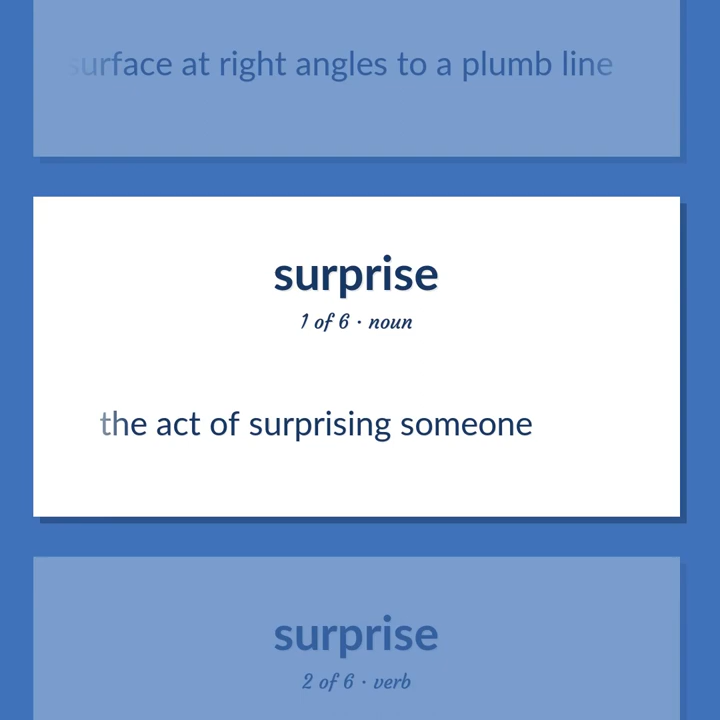 surface at right angles to a plumb line
surprise
1 of 6 · noun
the act of surprising someone
surprise
2 of 6 · verb